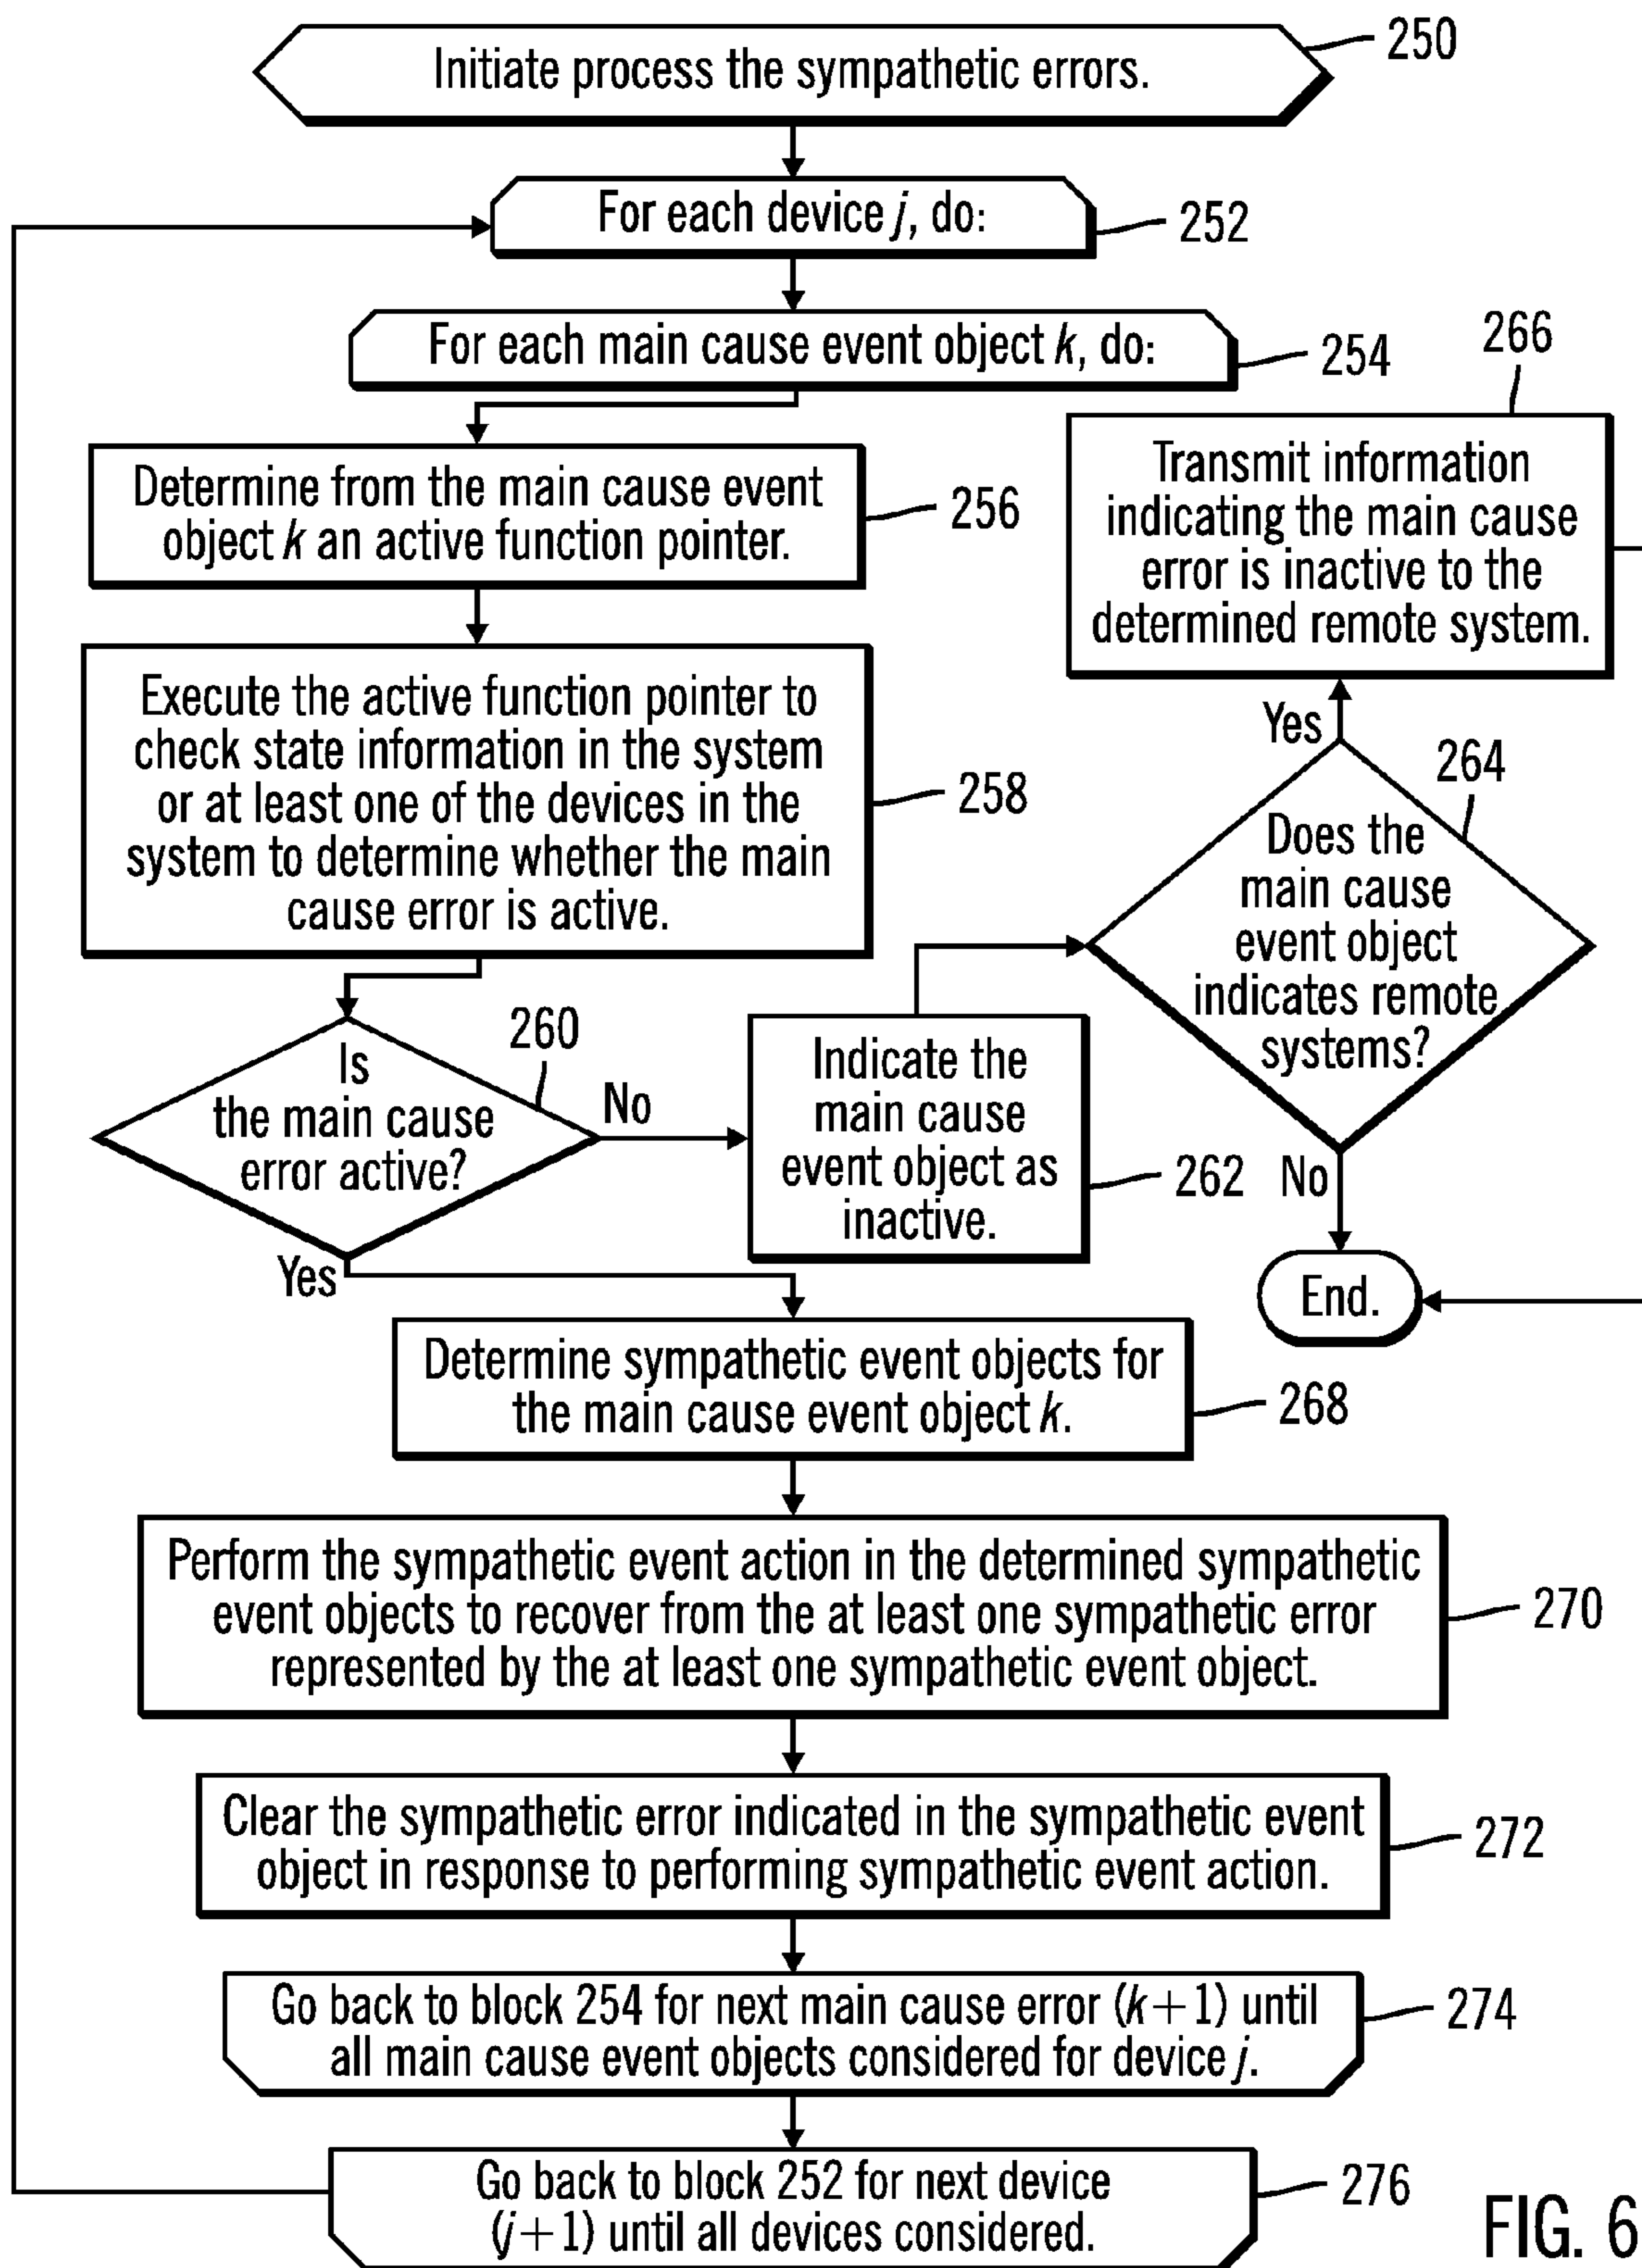 Initiate process the sympathetic errors.
250
For each device j, do:
252
For each main cause event object k, do:
254
Determine from the main cause event
object k an active function pointer.
256
Execute the active function pointer to
check state information in the system
or at least one of the devices in the
system to determine whether the main
cause error is active.
258
Is
the main cause
error active?
260
No
Yes
Indicate the
main cause
event object as
inactive.
262
Does the
main cause
event object
indicates remote
systems?
264
Yes
No
Transmit information
indicating the main cause
error is inactive to the
determined remote system.
266
End.
Determine sympathetic event objects for
the main cause event object k.
268
Perform the sympathetic event action in the determined sympathetic
event objects to recover from the at least one sympathetic error
represented by the at least one sympathetic event object.
270
Clear the sympathetic error indicated in the sympathetic event
object in response to performing sympathetic event action.
272
Go back to block 254 for next main cause error (k+1) until
all main cause event objects considered for device j.
274
Go back to block 252 for next device
(j+1) until all devices considered.
276
FIG. 6